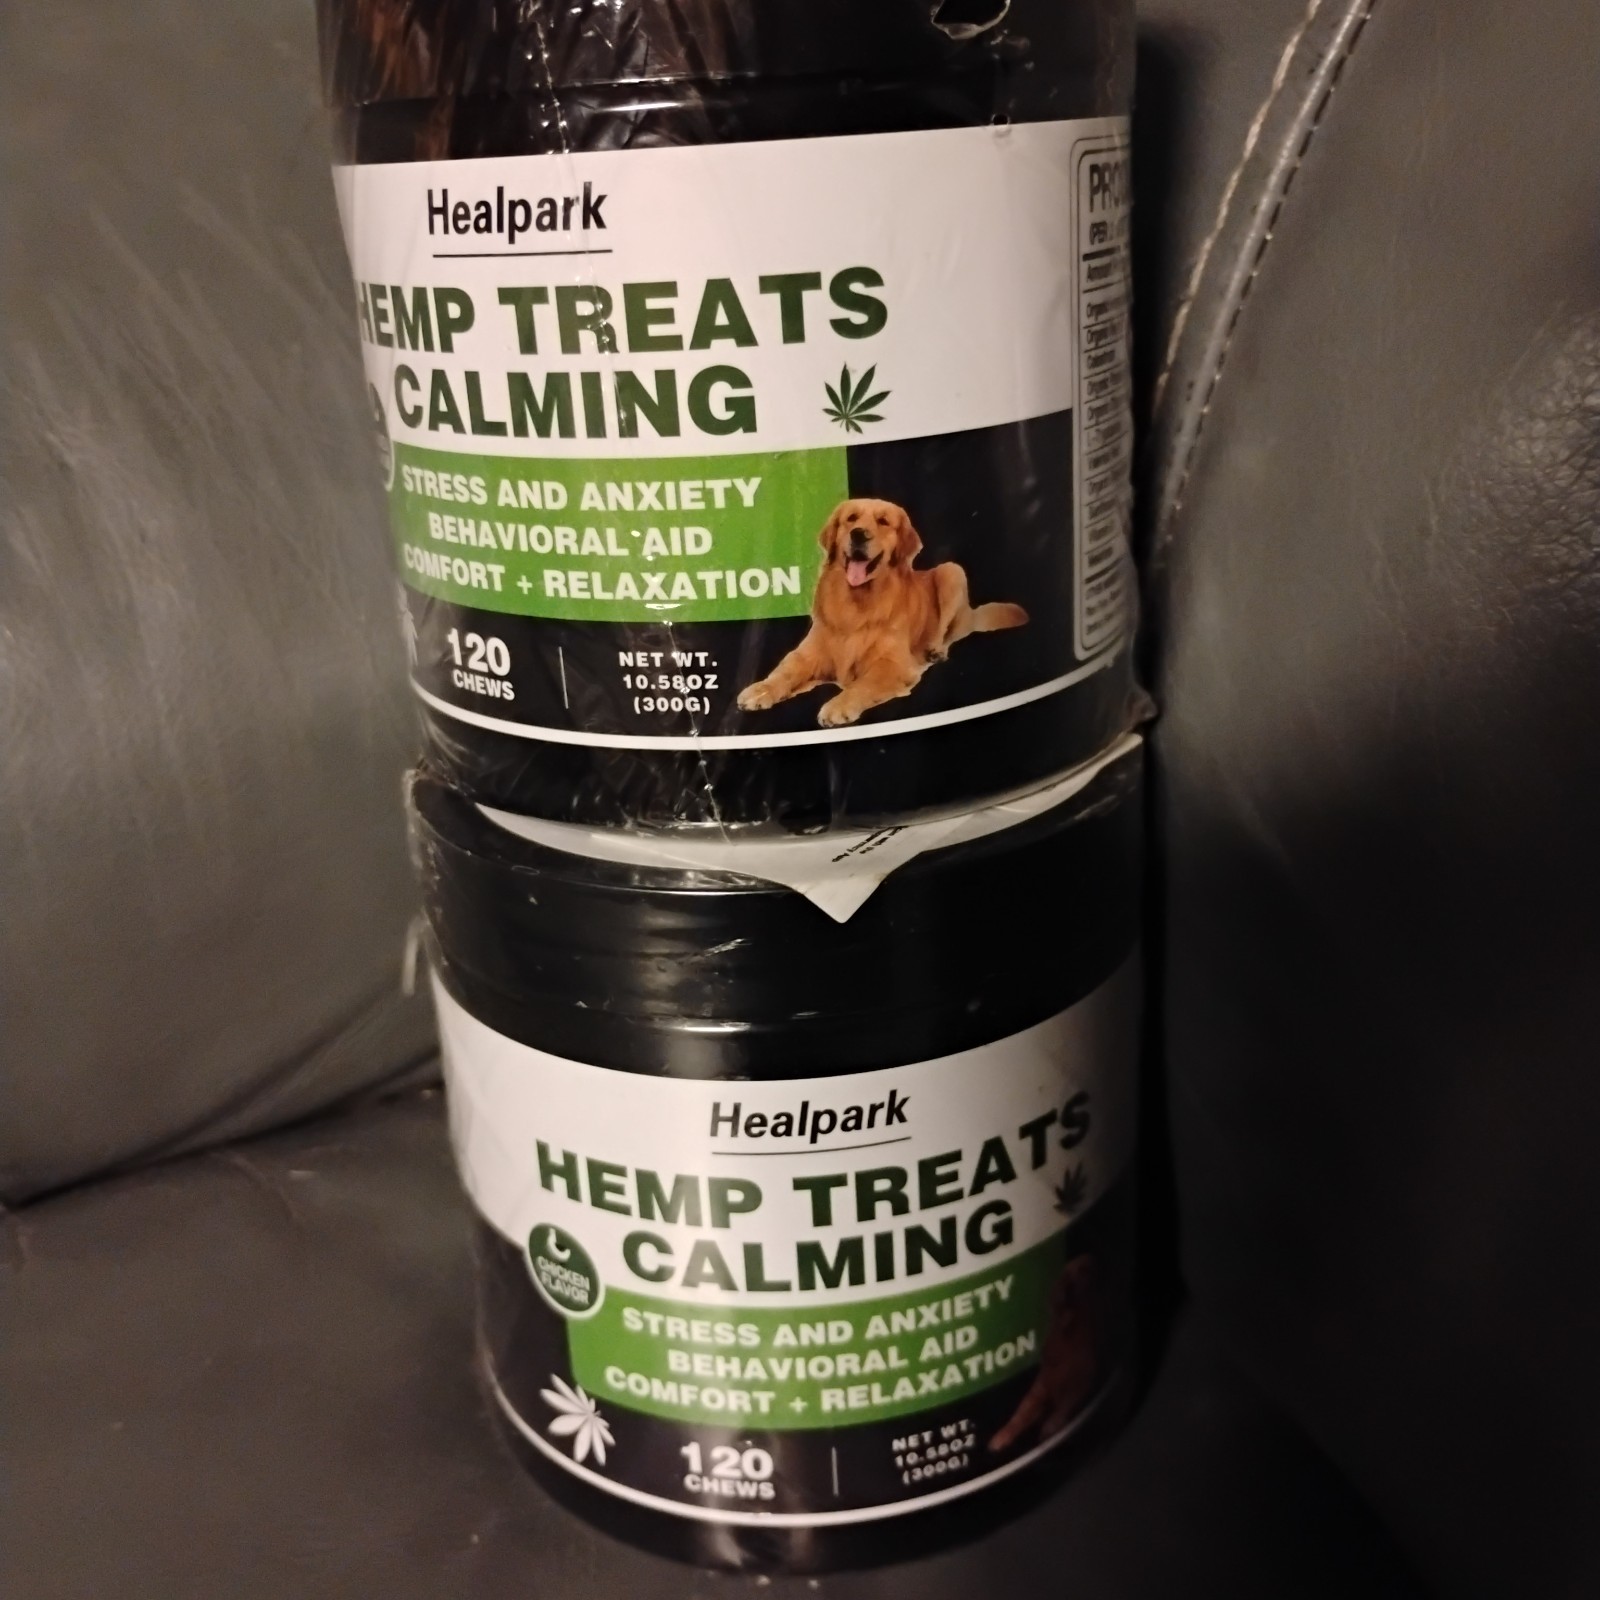 Healpark
HEMP TREATS
CALMING
STRESS AND ANXIETY
BEHAVIORAL AID
COMFORT + RELAXATION
120
CHEWS
NET WT.
10.58OZ
(300G)
Healpark
HEMP TREATS
CALMING
CHICKEN
FLAVOR
STRESS AND ANXIETY
BEHAVIORAL AID
COMFORT + RELAXATION
120
CHEWS
NET WT.
10.58OZ
(300G)